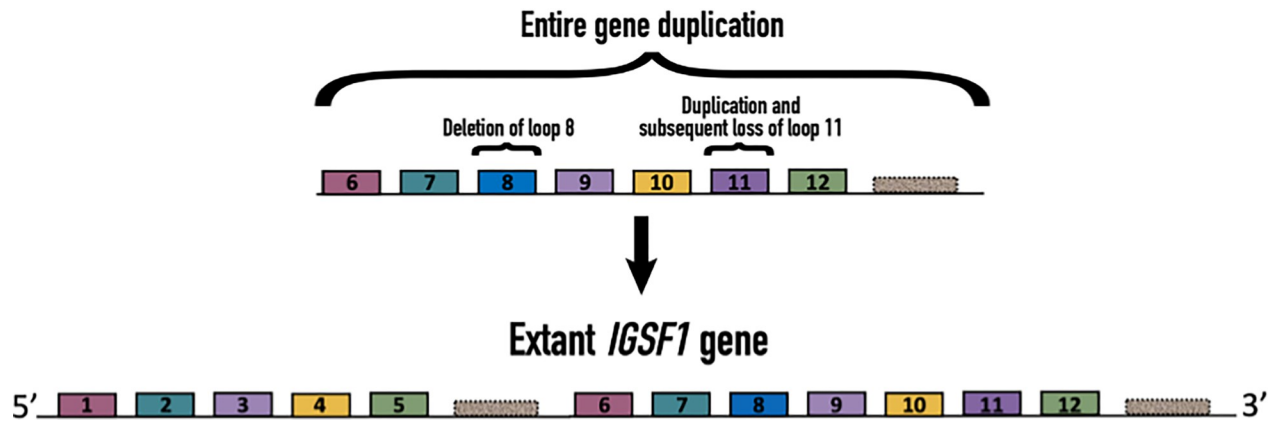 Entire gene duplication
Duplication and
Deletion of loop 8 subsequent loss of loop 11
6 7 8 9 10 11 12
Extant IGSF1 gene
5’ 1 2 3 4 5 6 7 8 9 10 11 12 3’